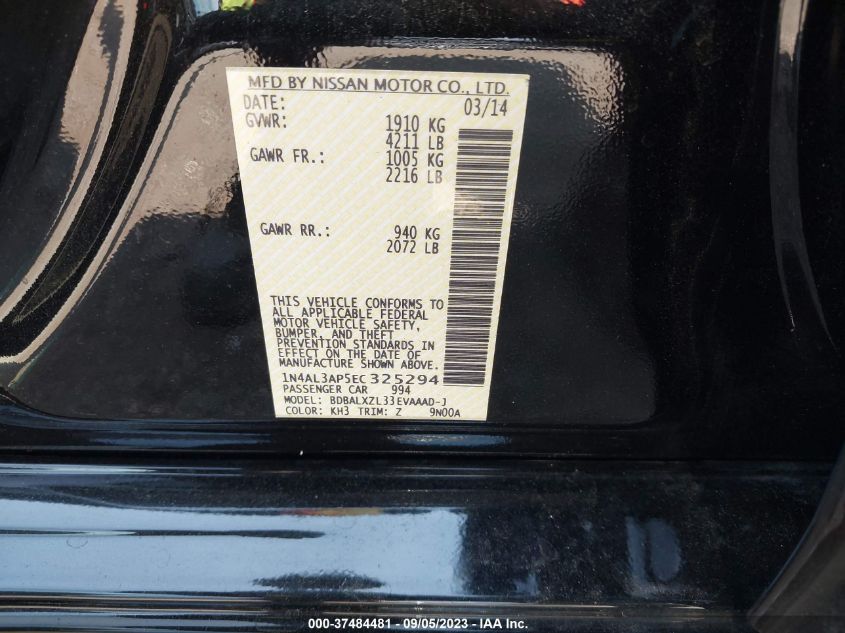 MFD BY NISSAN MOTOR CO., LTD.
DATE: 03/14
GVWR: 1910 KG
4211 LB
GAWR FR.: 1005 KG
2216 LB
GAWR RR.: 940 KG
2072 LB
THIS VEHICLE CONFORMS TO
ALL APPLICABLE FEDERAL
MOTOR VEHICLE SAFETY,
BUMPER, AND THEFT
PREVENTION STANDARDS IN
EFFECT ON THE DATE OF
MANUFACTURE SHOWN ABOVE.
1N4AL3AP5EC325294
PASSENGER CAR 994
MODEL: BDBALXZL33EVAAAD-J
COLOR: KH3 TRIM: Z 9N00A
000-37484481 - 09/05/2023 - IAA Inc.